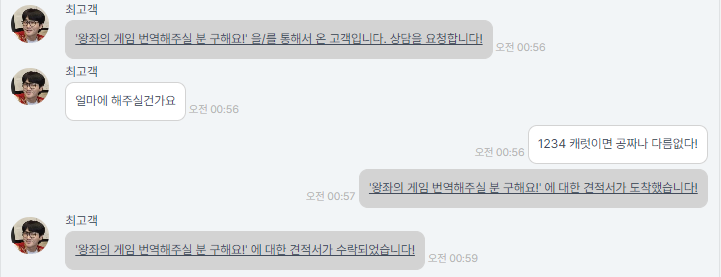 최고객
'왕좌의 게임 번역해주실 분 구해요!' 을/를 통해서 온 고객입니다. 상담을 요청합니다!
오전 00:56
최고객
얼마에 해주실건가요
오전 00:56
오전 00:56
1234 캐럿이면 공짜나 다름없다!
오전 00:57
'왕좌의 게임 번역해주실 분 구해요!' 에 대한 견적서가 도착했습니다!
최고객
'왕좌의 게임 번역해주실 분 구해요!' 에 대한 견적서가 수락되었습니다!
오전 00:59